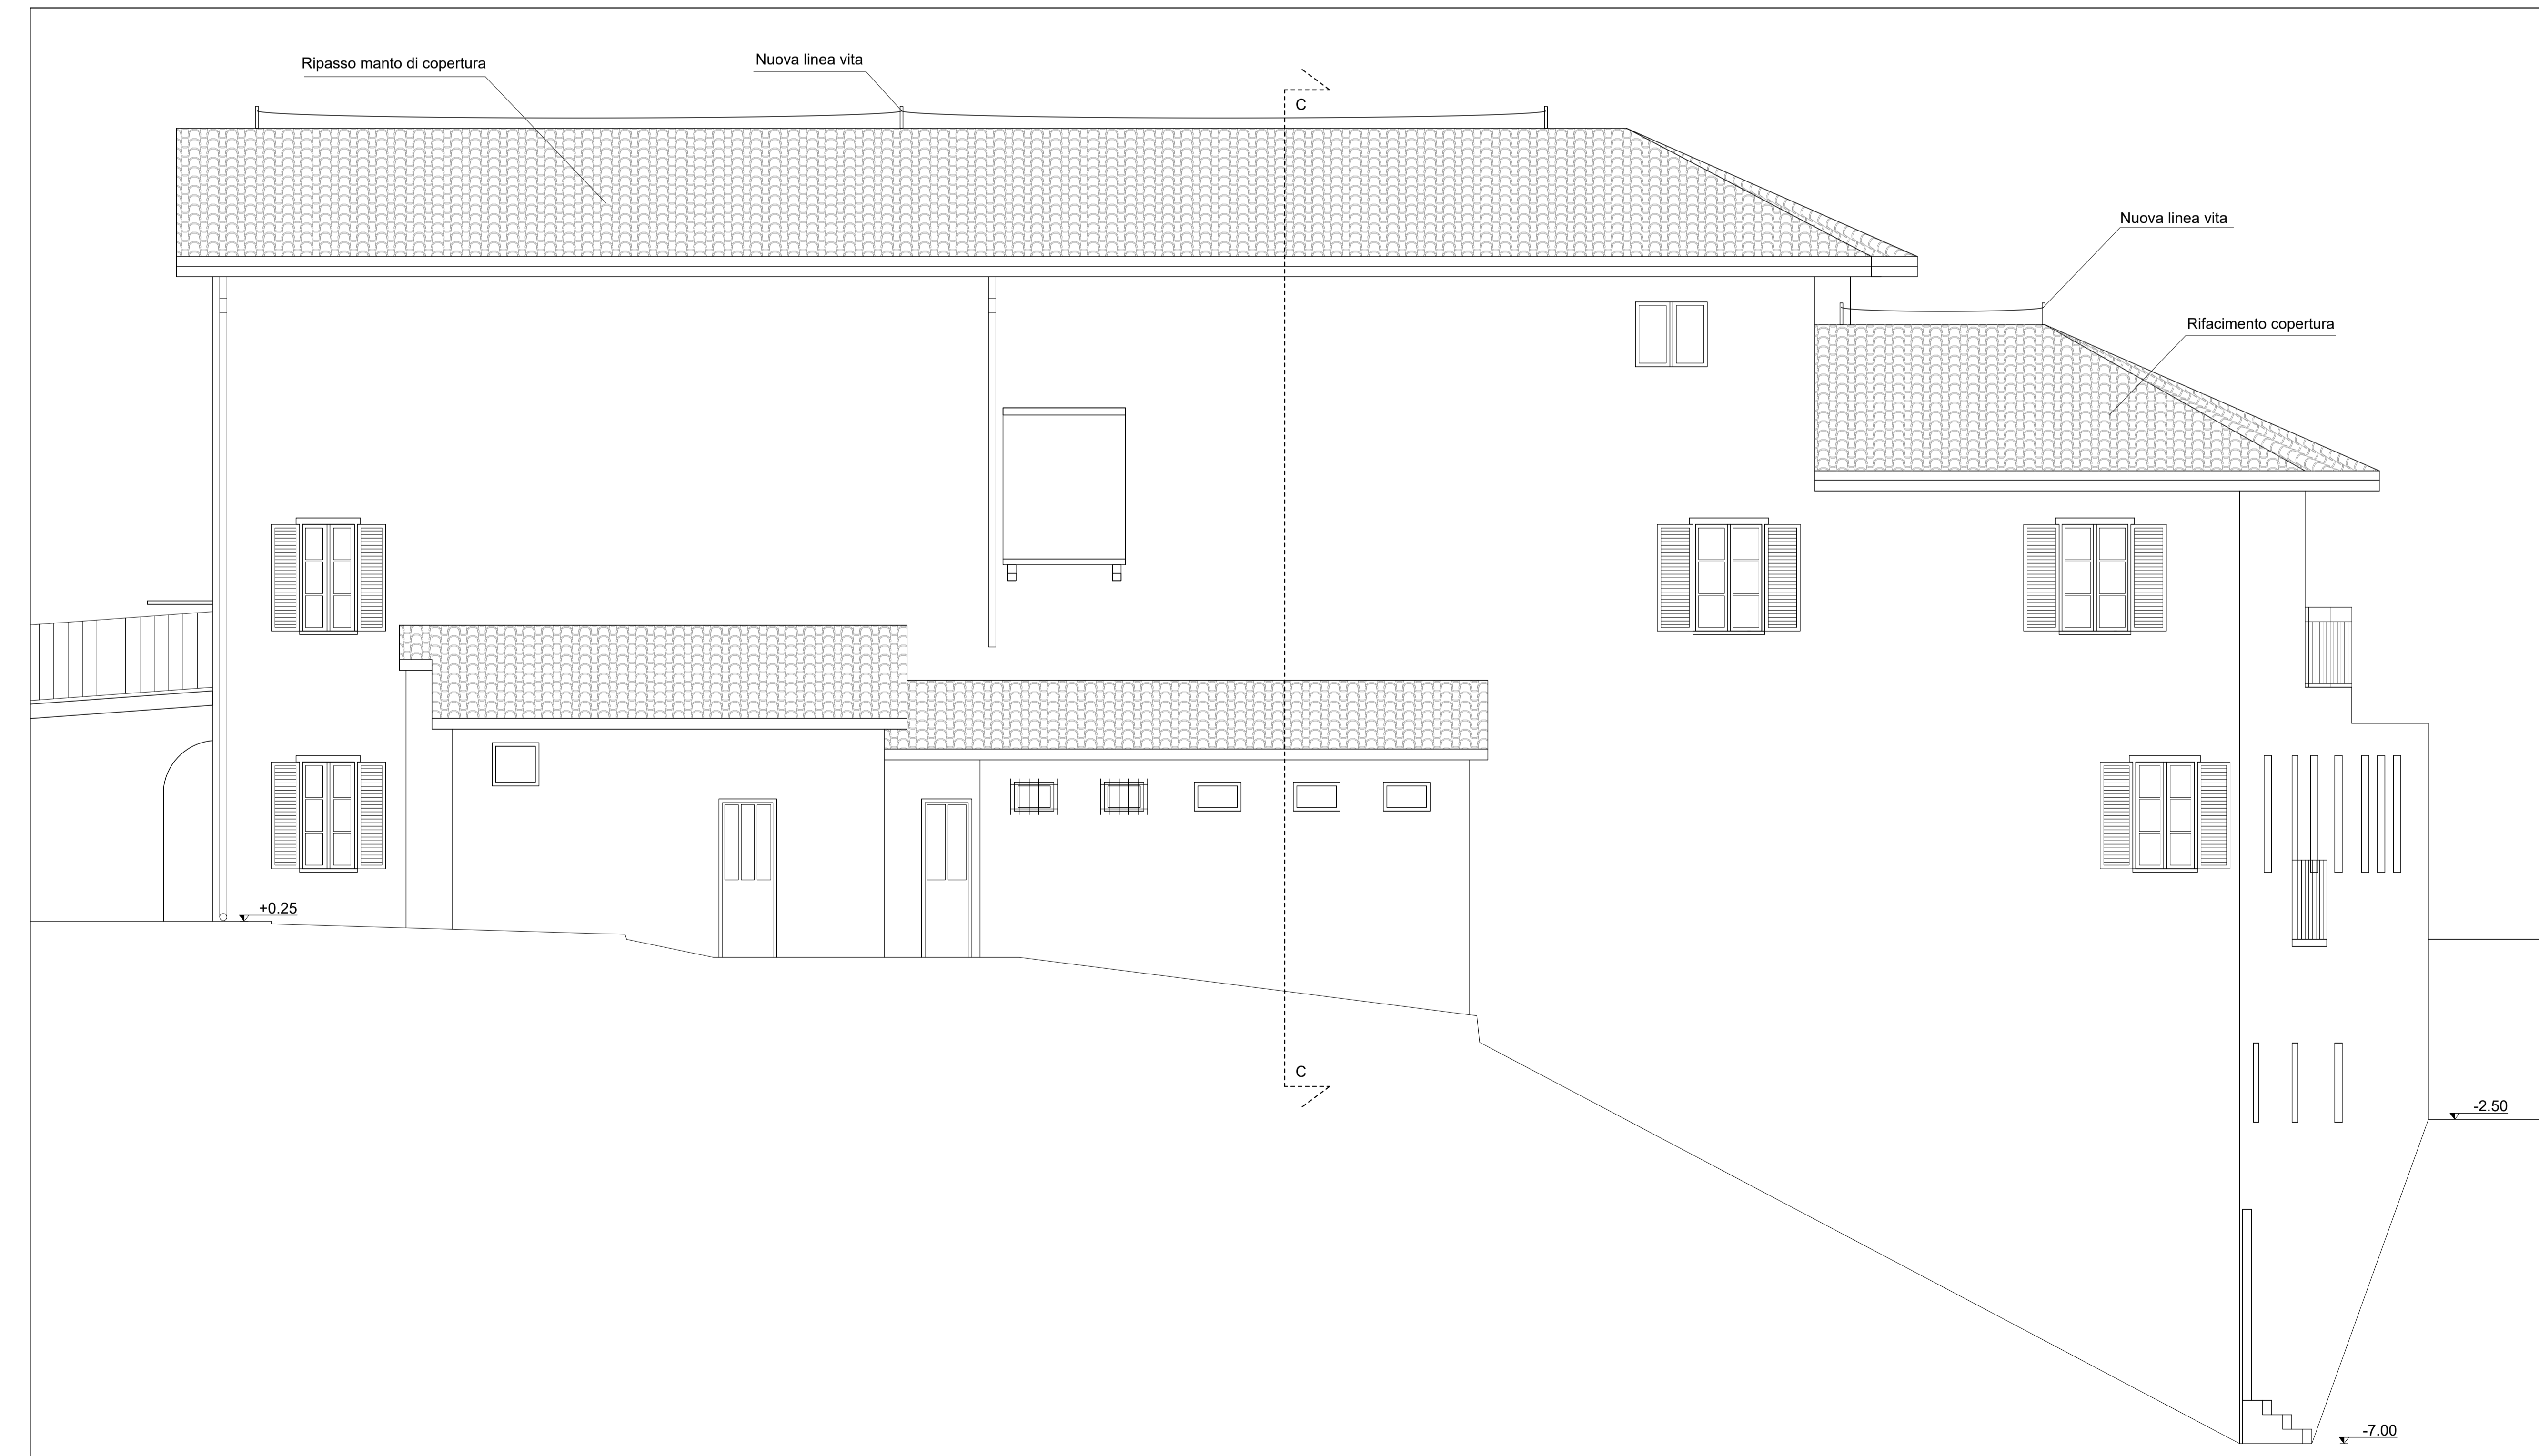 Ripasso manto di copertura
Nuova linea vita
C
Nuova linea vita
Rifacimento copertura
+0.25
C
-2.50
-7.00